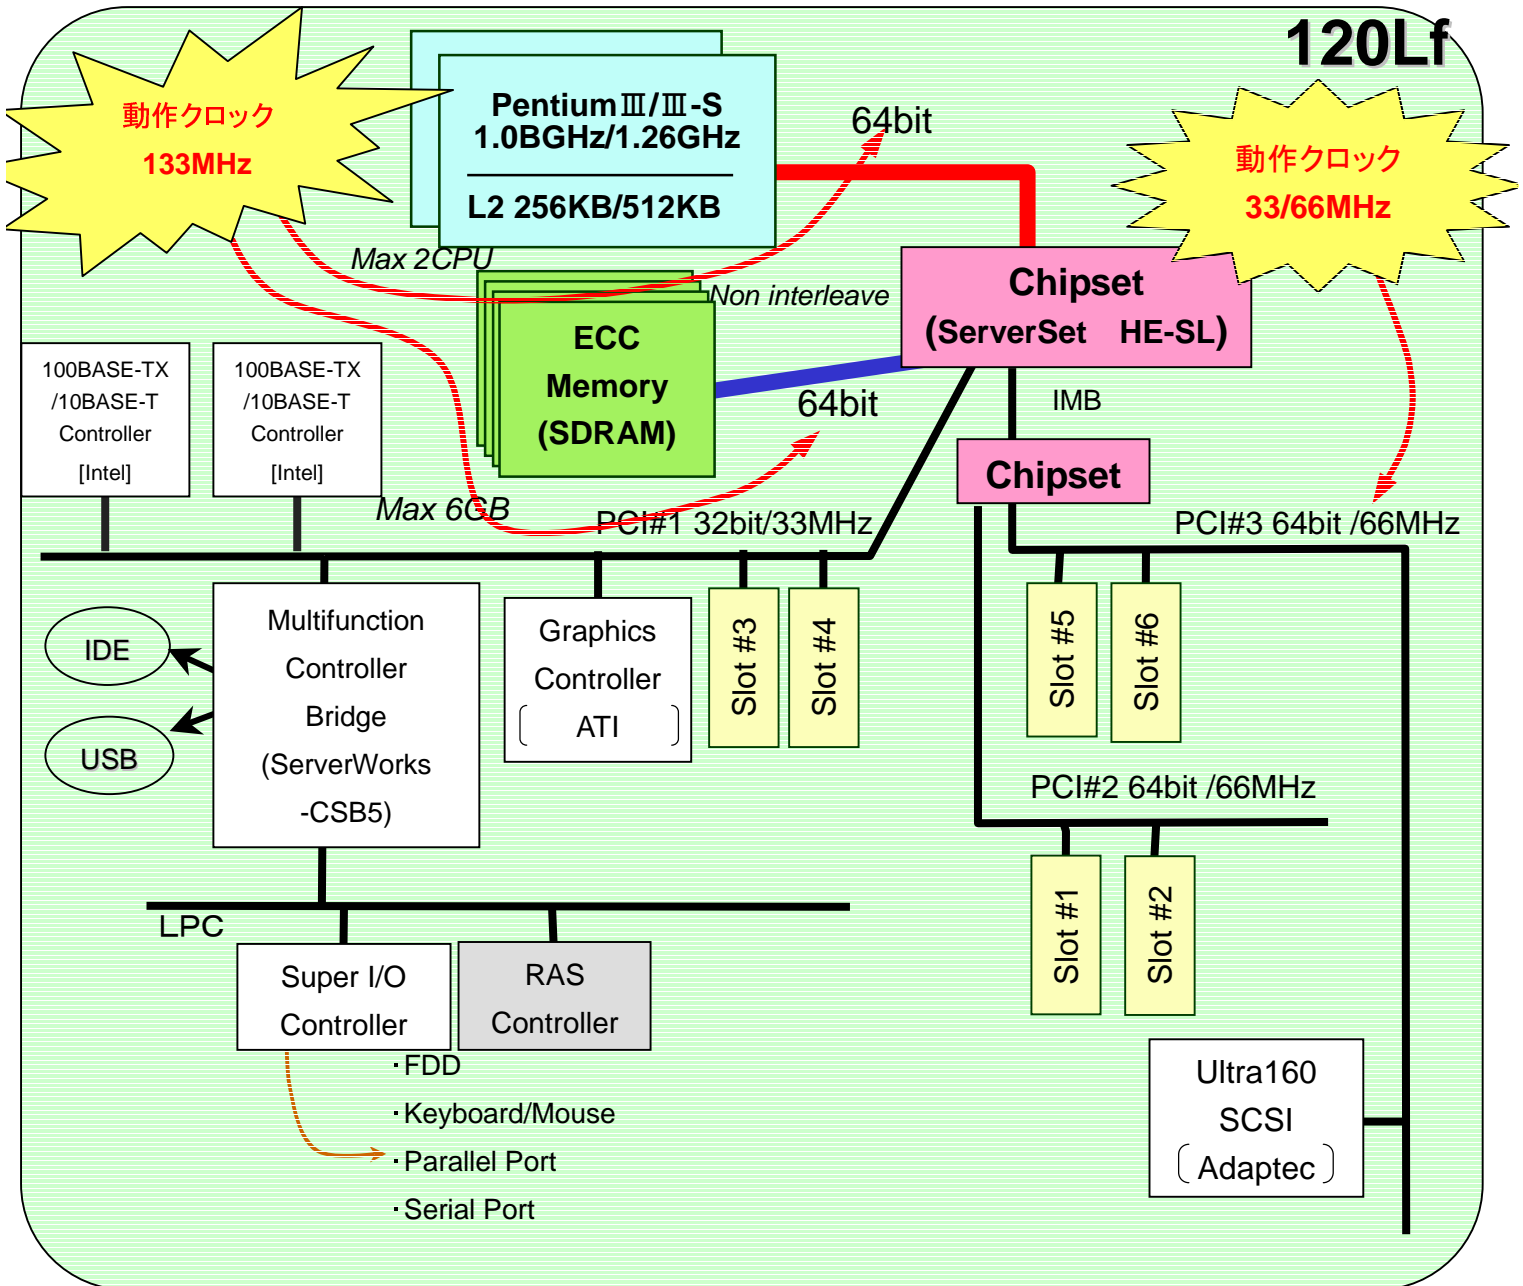 120Lf
動作クロック
133MHz
PentiumⅢ/Ⅲ-S
1.0BGHz/1.26GHz
L2 256KB/512KB
64bit
動作クロック
33/66MHz
Max 2CPU
Non interleave
Chipset
(ServerSet HE-SL)
ECC
Memory
(SDRAM)
64bit
IMB
Chipset
100BASE-TX
/10BASE-T
Controller
[Intel]
100BASE-TX
/10BASE-T
Controller
[Intel]
Max 6GB
PCI#1 32bit/33MHz
PCI#3 64bit /66MHz
IDE
USB
Multifunction
Controller
Bridge
(ServerWorks
-CSB5)
Graphics
Controller
〔 ATI 〕
Slot #3
Slot #4
Slot #5
Slot #6
PCI#2 64bit /66MHz
Slot #1
Slot #2
LPC
Super I/O
Controller
RAS
Controller
・FDD
・Keyboard/Mouse
・Parallel Port
・Serial Port
Ultra160
SCSI
〔 Adaptec 〕